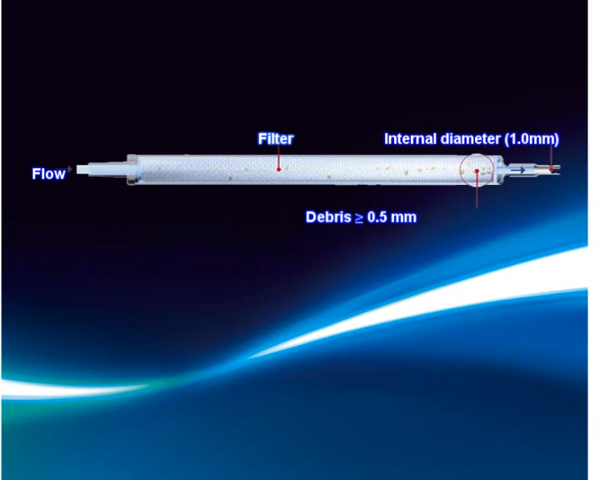 Filter
Internal diameter (1.0mm)
Flow
Debris ≥ 0.5 mm